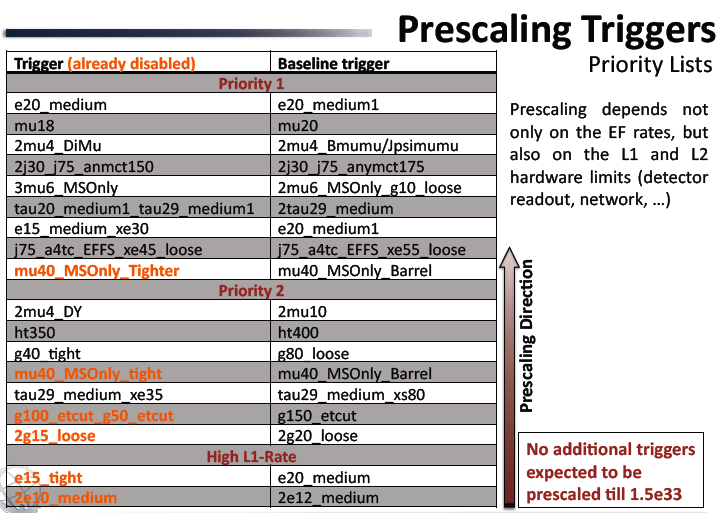 Prescaling Triggers
Priority Lists
Trigger (already disabled) Baseline trigger
Priority 1
e20_medium e20_medium1
mu18 mu20
2mu4_DiMu 2mu4_Bmumu/Jpsimumu
2j30_j75_anmct150 2j30_j75_anymct175
3mu6_MSOnly 2mu6_MSOnly_g10_loose
tau20_medium1_tau29_medium1 2tau29_medium
e15_medium_xe30 e20_medium1
j75_a4tc_EFFS_xe45_loose j75_a4tc_EFFS_xe55_loose
mu40_MSOnly_Tighter mu40_MSOnly_Barrel
Priority 2
2mu4_DY 2mu10
ht350 ht400
g40_tight g80_loose
mu40_MSOnly_tight mu40_MSOnly_Barrel
tau29_medium_xe35 tau29_medium_xs80
g100_etcut_g50_etcut g150_etcut
2g15_loose 2g20_loose
High L1-Rate
e15_tight e20_medium
2e10_medium 2e12_medium
Prescaling depends not
only on the EF rates, but
also on the L1 and L2
hardware limits (detector
readout, network, ...)
Prescaling Direction
No additional triggers
expected to be
prescaled till 1.5e33